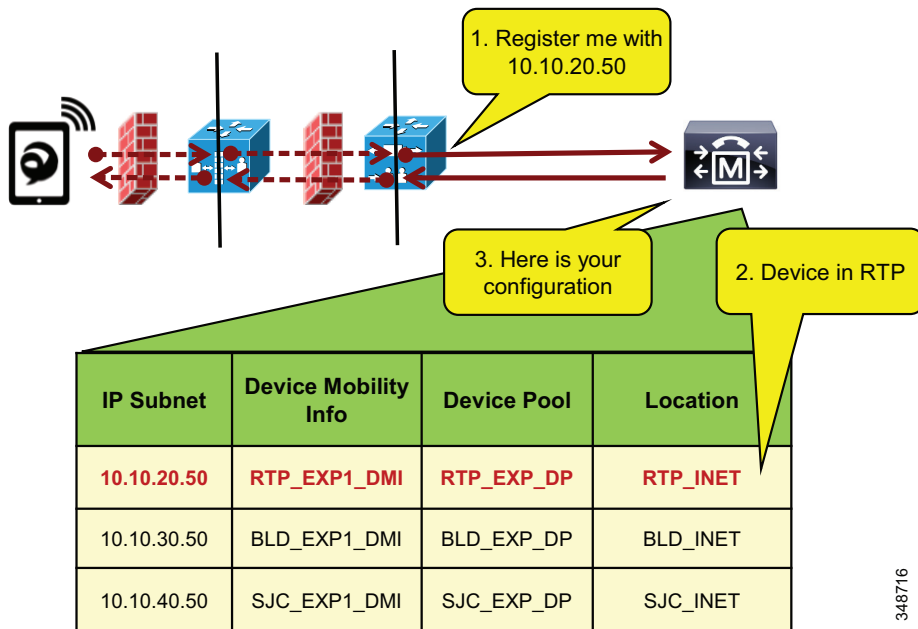 1. Register me with
10.10.20.50
M
3. Here is your
configuration
2. Device in RTP
IP Subnet
Device Mobility
Info
Device Pool
Location
10.10.20.50
RTP_EXP1_DMI
RTP_EXP_DP
RTP_INET
10.10.30.50
BLD_EXP1_DMI
BLD_EXP_DP
BLD_INET
10.10.40.50
SJC_EXP1_DMI
SJC_EXP_DP
SJC_INET
348716